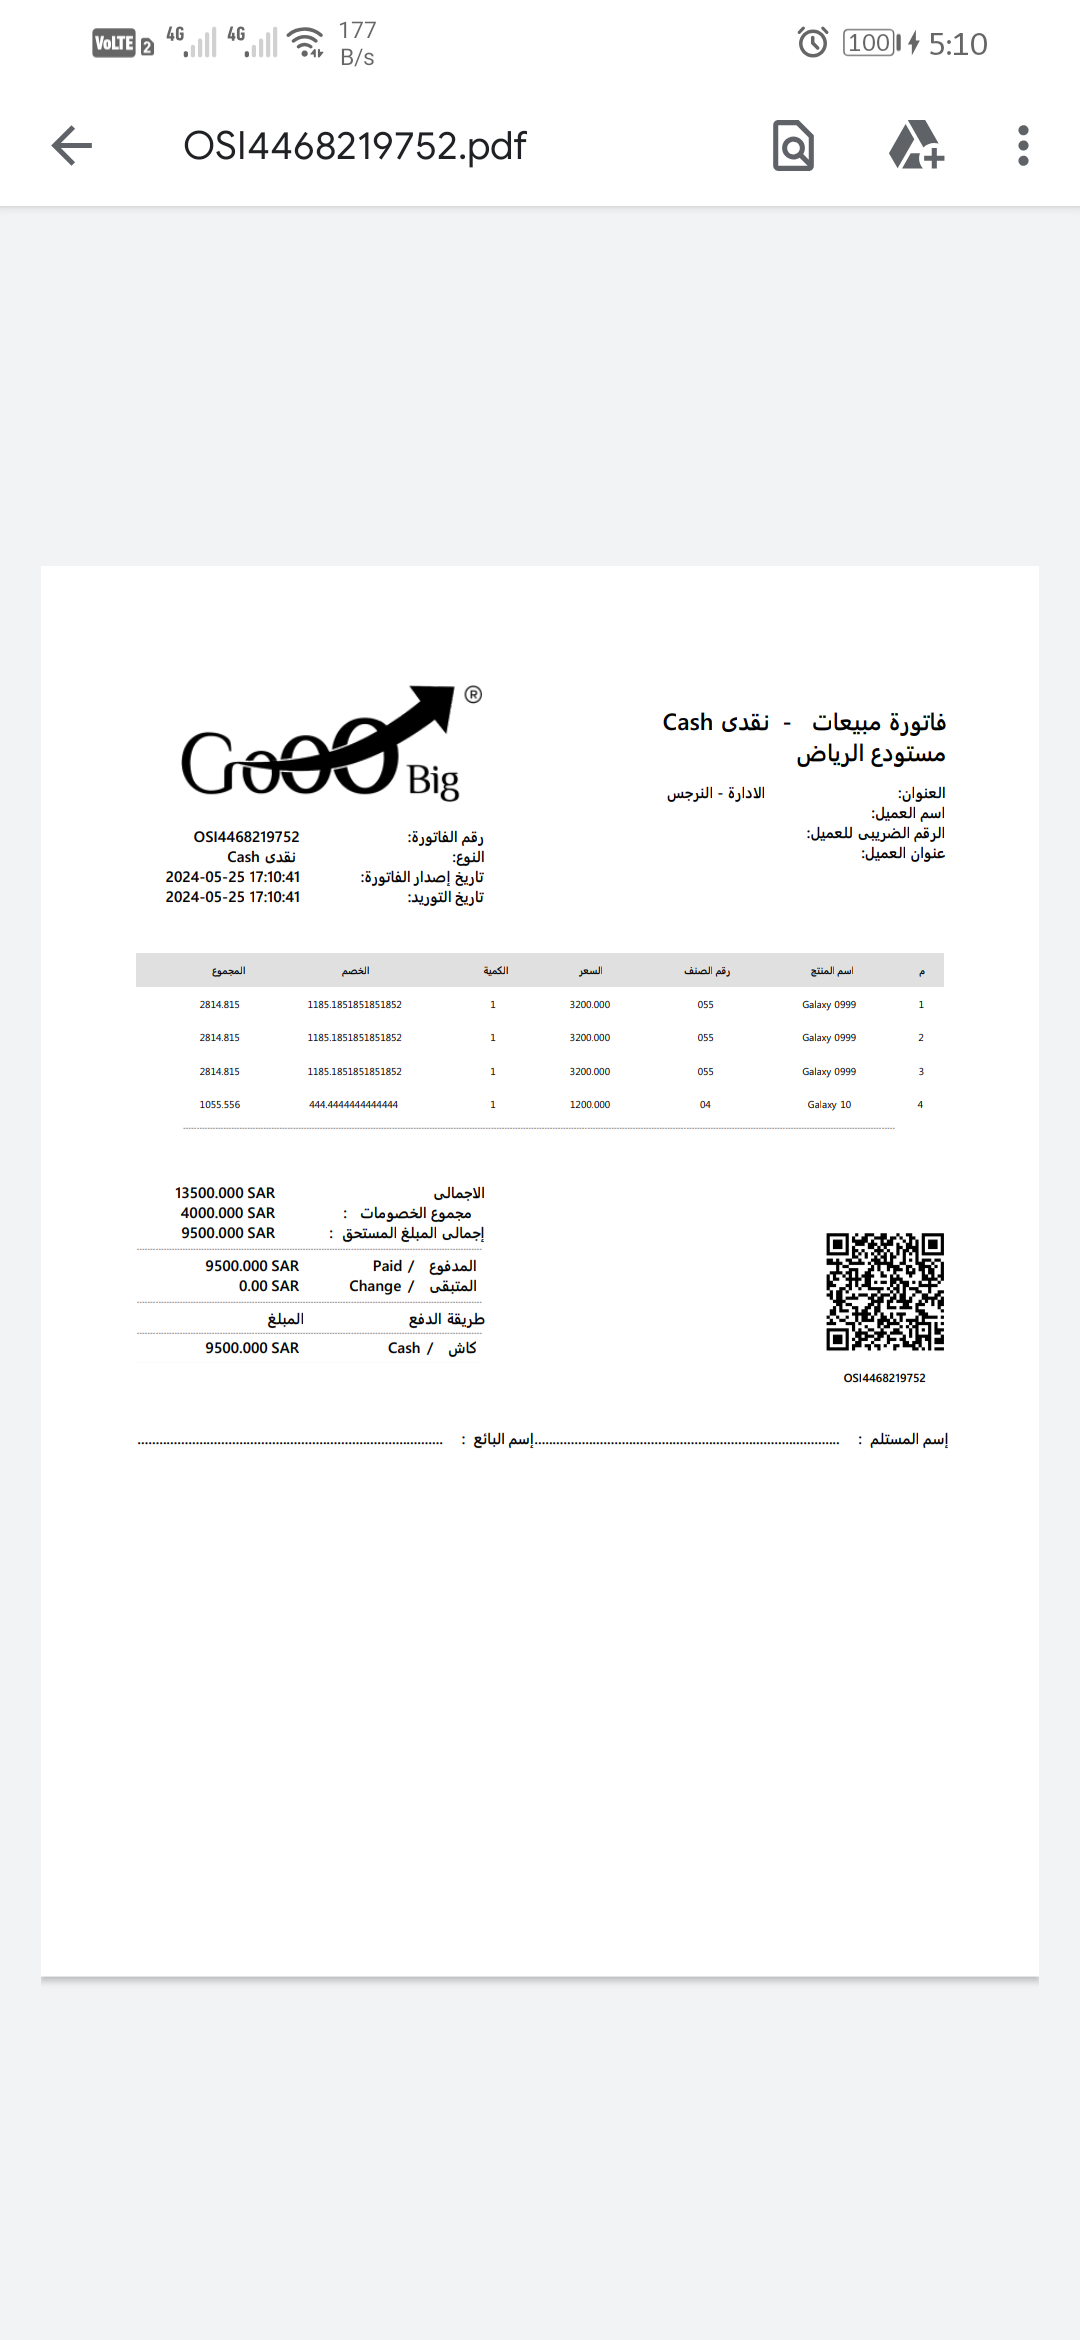 VoLTE 2 4G 4G 177 B/s 100 5:10
OSI4468219752.pdf
GoOO Big ®
فاتورة مبيعات - نقدى Cash
مستودع الرياض
العنوان: الادارة - النرجس
اسم العميل:
الرقم الضريبى للعميل:
عنوان العميل:
رقم الفاتورة: OSI4468219752
النوع: نقدى Cash
تاريخ إصدار الفاتورة: 2024-05-25 17:10:41
تاريخ التوريد: 2024-05-25 17:10:41
م اسم المنتج رقم الصنف السعر الكمية الخصم المجموع
1 Galaxy 0999 055 3200.000 1 1185.1851851851852 2814.815
2 Galaxy 0999 055 3200.000 1 1185.1851851851852 2814.815
3 Galaxy 0999 055 3200.000 1 1185.1851851851852 2814.815
4 Galaxy 10 04 1200.000 1 444.4444444444444 1055.556
الاجمالى 13500.000 SAR
مجموع الخصومات : 4000.000 SAR
إجمالى المبلغ المستحق : 9500.000 SAR
المدفوع / Paid 9500.000 SAR
المتبقى / Change 0.00 SAR
طريقة الدفع المبلغ
كاش / Cash 9500.000 SAR
OSI4468219752
إسم المستلم : ....................................................................................إسم البائع : ....................................................................................